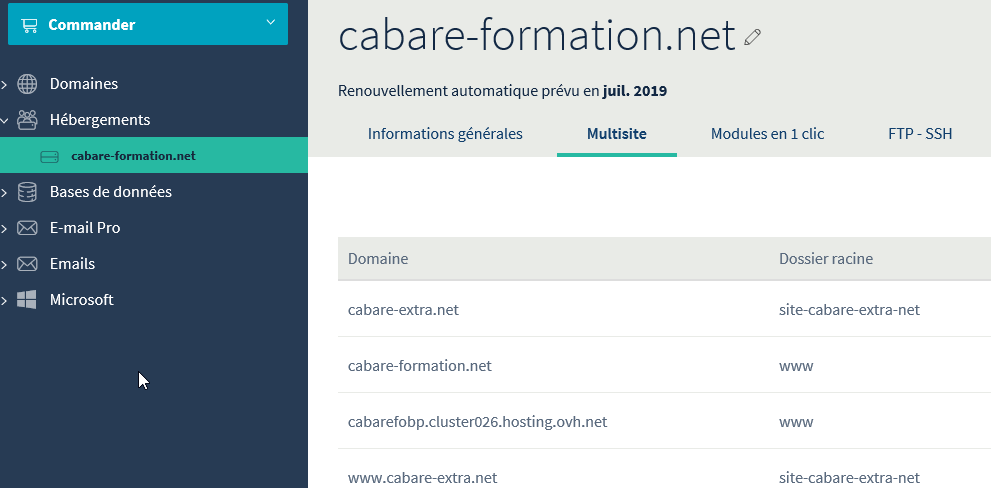 Commander
Domaines
Hébergements
cabare-formation.net
Bases de données
E-mail Pro
Emails
Microsoft
cabare-formation.net
Renouvellement automatique prévu en juil. 2019
Informations générales Multisite Modules en 1 clic FTP - SSH
Domaine Dossier racine
cabare-extra.net site-cabare-extra-net
cabare-formation.net www
cabarefobp.cluster026.hosting.ovh.net www
www.cabare-extra.net site-cabare-extra-net